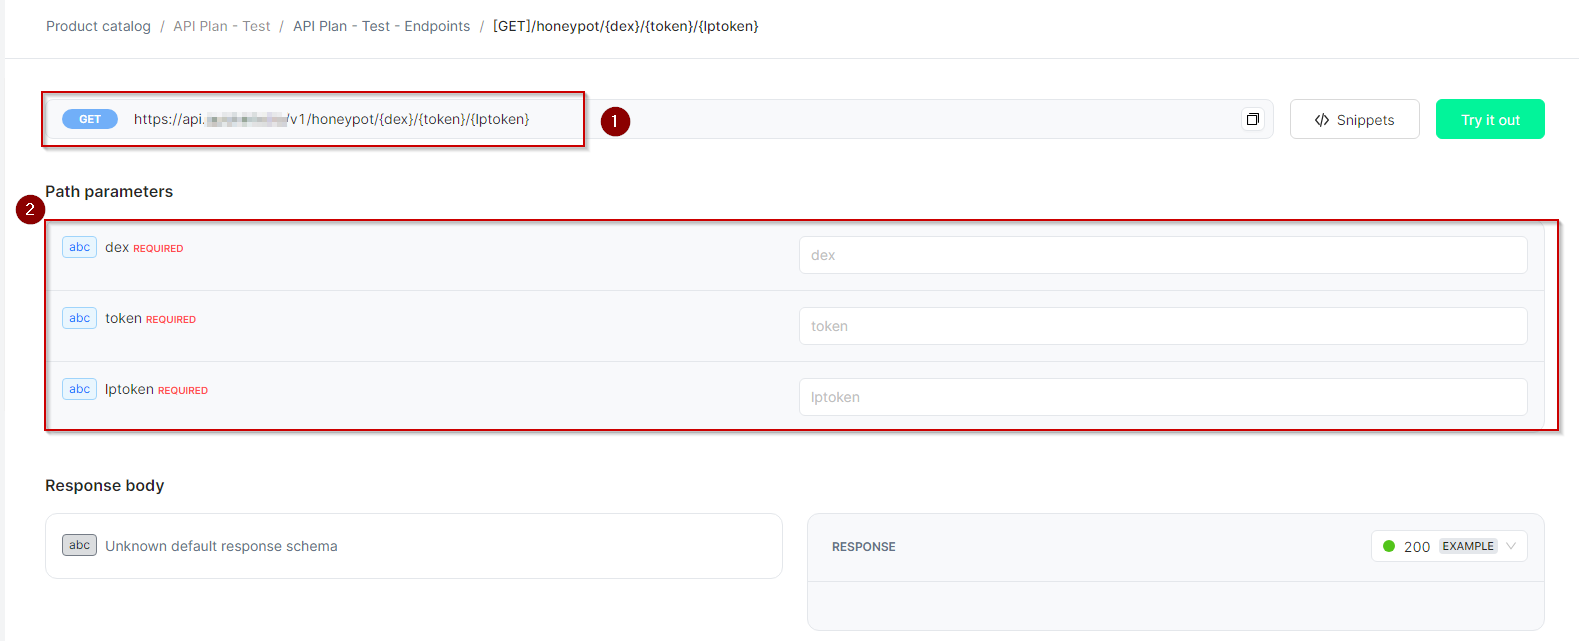 Product catalog / API Plan - Test / API Plan - Test - Endpoints / [GET]/honeypot/{dex}/{token}/{lptoken}
GET https://api. /v1/honeypot/{dex}/{token}/{lptoken}
1
</> Snippets
Try it out
Path parameters
2
abc dex REQUIRED
dex
abc token REQUIRED
token
abc lptoken REQUIRED
lptoken
Response body
abc Unknown default response schema
RESPONSE
200 EXAMPLE